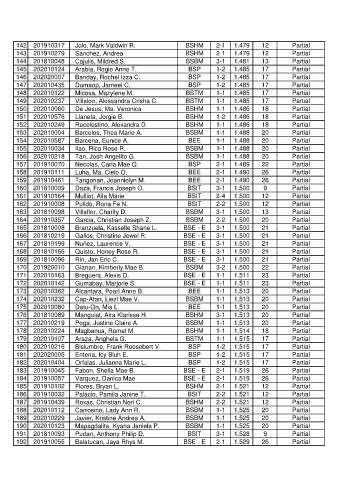 142 201910317 Jolo, Mark Valdwin R. BSHM 2-1 1.479 12 Partial
143 201910279 Sanchez, Andrea BSHM 2-1 1.479 12 Partial
144 201810048 Cajulis, Mildred S. BSBM 3-1 1.481 13 Partial
145 202010124 Arabia, Regie Anne T. BSP 1-2 1.485 17 Partial
146 202020007 Banday, Rochel Izza C. BSP 1-2 1.485 17 Partial
147 202010435 Dumaop, Jameel C. BSP 1-2 1.485 17 Partial
148 202010122 Micosa, Mazylene M. BSTM 1-1 1.485 17 Partial
149 202010237 Villalon, Alessandra Crisha C. BSTM 1-1 1.485 17 Partial
150 202010060 De Jesus, Ma. Veronica BSHM 1-1 1.486 18 Partial
151 202010576 Llaneta, Jorgie B. BSHM 1-2 1.486 18 Partial
152 202010249 Recolestino, Alexandra D. BSHM 1-1 1.486 18 Partial
153 202010004 Barcelos, Thea Marie A. BSBM 1-1 1.488 20 Partial
154 202010587 Barcena, Eunice A. BEE 1-1 1.488 20 Partial
155 202010034 Ilao, Rica Rose R. BSBM 1-1 1.488 20 Partial
156 202010218 Tan, Josh Angelito G. BSBM 1-1 1.488 20 Partial
157 201910070 Necolas, Carla Mae Q. BSP 2-1 1.489 22 Partial
158 201910111 Luha, Ma. Cielo O. BEE 2-1 1.490 26 Partial
159 201910461 Tangonan, Joannielyn M. BEE 2-1 1.490 26 Partial
160 201810009 Daza, Francis Joseph O. BSIT 3-1 1.500 9 Partial
161 201910164 Mullot, Aila Marie BSIT 2-4 1.500 12 Partial
162 201910008 Pulido, Rona Fe N. BSIT 2-2 1.500 12 Partial
163 201810098 Villaflor, Charity D. BSBM 3-1 1.500 13 Partial
164 201910357 Garcia, Christian Joseph Z. BSBM 2-2 1.500 20 Partial
165 201810008 Branzuela, Kasselle Shane L. BSE - E 3-1 1.500 21 Partial
166 201810219 Gallos, Christine Jewel R. BSE - E 3-1 1.500 21 Partial
167 201810199 Nuñez, Laurence V. BSE - E 3-1 1.500 21 Partial
168 201810166 Quisto, Honey Rose R. BSE - E 3-1 1.500 21 Partial
169 201810096 Rin, Jan Eric C. BSE - E 3-1 1.500 21 Partial
170 201920010 Gianan, Kimberly Mae B. BSBM 3-2 1.500 22 Partial
171 202010163 Breguera, Alexis D. BSE - E 1-1 1.511 23 Partial
172 202010142 Gumabay, Marjorie S. BSE - E 1-1 1.511 23 Partial
173 202010362 Alcantara, Pearl Anne B. BEE 1-1 1.513 20 Partial
174 202010232 Cap-Atan, Liezl Mae V. BSBM 1-1 1.513 20 Partial
175 202010080 Dalu-On, Mia L. BEE 1-1 1.513 20 Partial
176 201810089 Manguiat, Aira Klarisse H. BSHM 3-1 1.513 20 Partial
177 202010219 Pega, Justine Claire A. BSBM 1-1 1.513 20 Partial
178 202010224 Magbanua, Ramel M. BSHM 1-1 1.514 18 Partial
179 202010107 Araza, Anghela G. BSTM 1-1 1.515 17 Partial
180 202010216 Balumbro, Frank Roosebert V. BSP 1-2 1.515 17 Partial
181 202020005 Enteria, Icy Bluh E. BSP 1-2 1.515 17 Partial
182 202010404 Orfalas, Julianna Marie L. BSP 1-2 1.515 17 Partial
183 201910045 Fabon, Sheila Mae B. BSE - E 2-1 1.519 26 Partial
184 201910057 Varquez, Danica Mae BSE - E 2-1 1.519 26 Partial
185 201910102 Flores, Bryan L. BSHM 2-1 1.521 12 Partial
186 201910032 Palacio, Pamila Janine T. BSIT 2-2 1.521 12 Partial
187 201910439 Roxas, Christian Neri C. BSHM 2-2 1.521 12 Partial
188 202010112 Carrosino, Lady Ann R. BSBM 1-1 1.525 20 Partial
189 202010229 Javier, Kristine Andrea A. BSBM 1-1 1.525 20 Partial
190 202010123 Mapagdalita, Kyana Janiela P. BSBM 1-1 1.525 20 Partial
191 201810093 Pudan, Anthony Philip D. BSIT 3-1 1.528 9 Partial
192 201910055 Balatucan, Jaya Rhys M. BSE - E 2-1 1.529 26 Partial